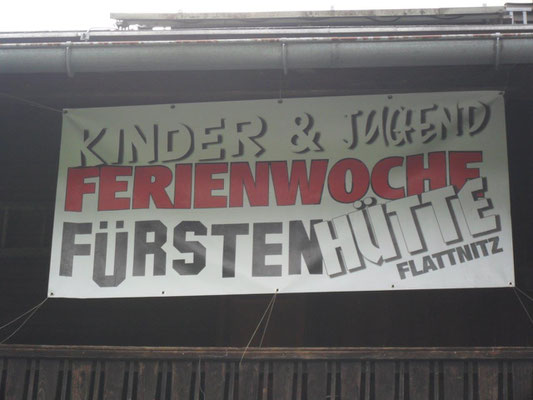 KINDER & JUGEND
FERIENWOCHE
FÜRSTENHÜTTE
FLATTNITZ